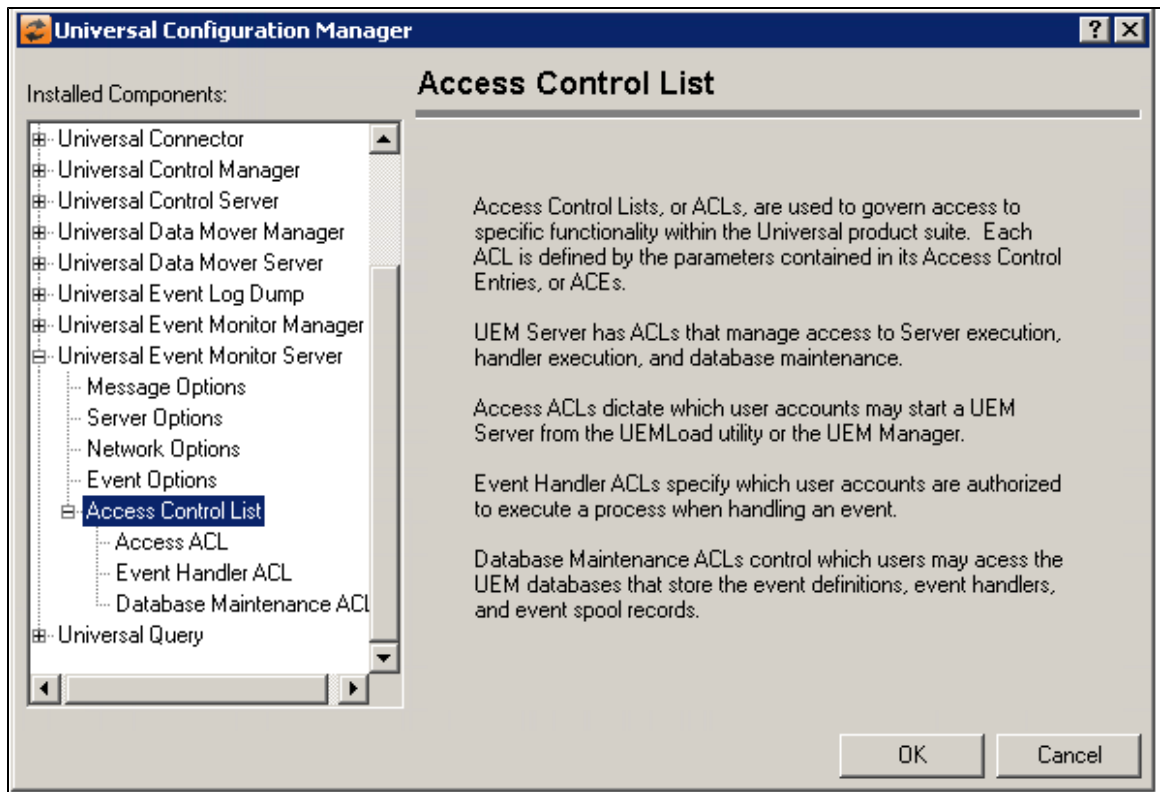 Universal Configuration Manager
Installed Components:
Universal Connector
Universal Control Manager
Universal Control Server
Universal Data Mover Manager
Universal Data Mover Server
Universal Event Log Dump
Universal Event Monitor Manager
Universal Event Monitor Server
Message Options
Server Options
Network Options
Event Options
Access Control List
Access ACL
Event Handler ACL
Database Maintenance ACL
Universal Query
Access Control List
Access Control Lists, or ACLs, are used to govern access to
specific functionality within the Universal product suite. Each
ACL is defined by the parameters contained in its Access Control
Entries, or ACEs.
UEM Server has ACLs that manage access to Server execution,
handler execution, and database maintenance.
Access ACLs dictate which user accounts may start a UEM
Server from the UEMLoad utility or the UEM Manager.
Event Handler ACLs specify which user accounts are authorized
to execute a process when handling an event.
Database Maintenance ACLs control which users may acess the
UEM databases that store the event definitions, event handlers,
and event spool records.
OK
Cancel